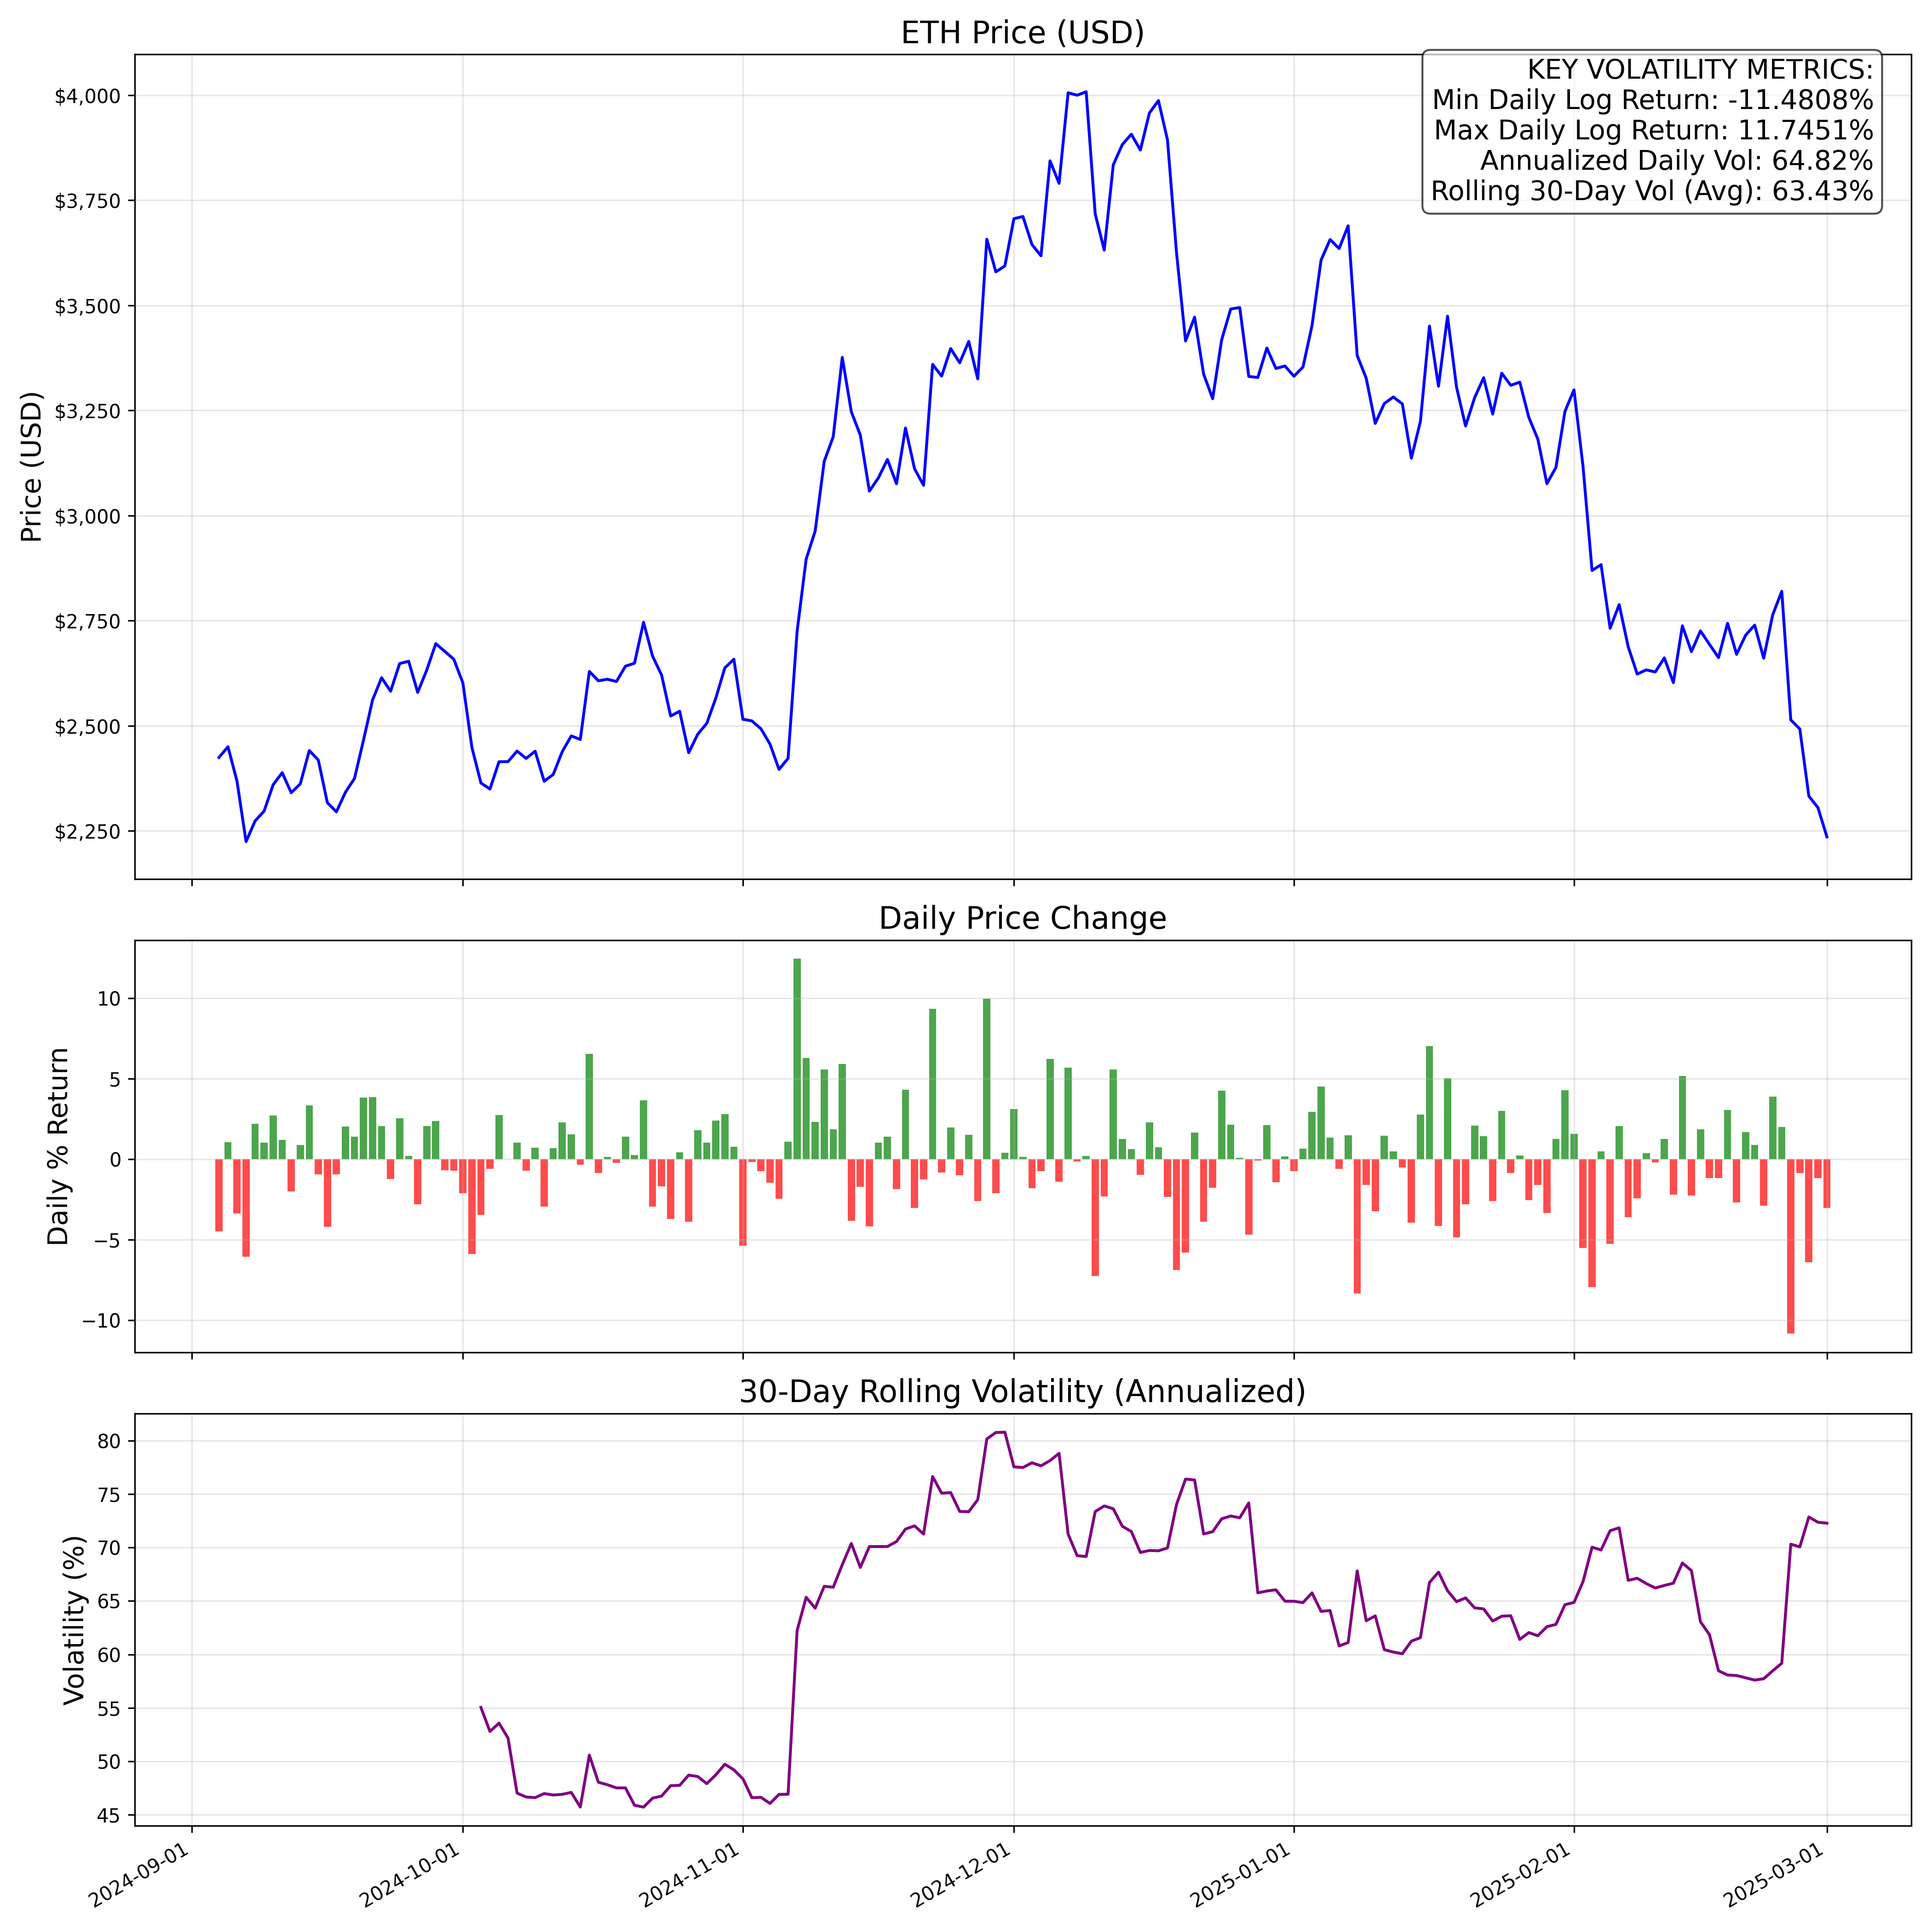 ETH Price (USD)
KEY VOLATILITY METRICS:
Min Daily Log Return: -11.4808%
Max Daily Log Return: 11.7451%
Annualized Daily Vol: 64.82%
Rolling 30-Day Vol (Avg): 63.43%
Price (USD)
$4,000
$3,750
$3,500
$3,250
$3,000
$2,750
$2,500
$2,250
Daily Price Change
Daily % Return
10
5
0
−5
−10
30-Day Rolling Volatility (Annualized)
Volatility (%)
80
75
70
65
60
55
50
45
2024-09-01
2024-10-01
2024-11-01
2024-12-01
2025-01-01
2025-02-01
2025-03-01